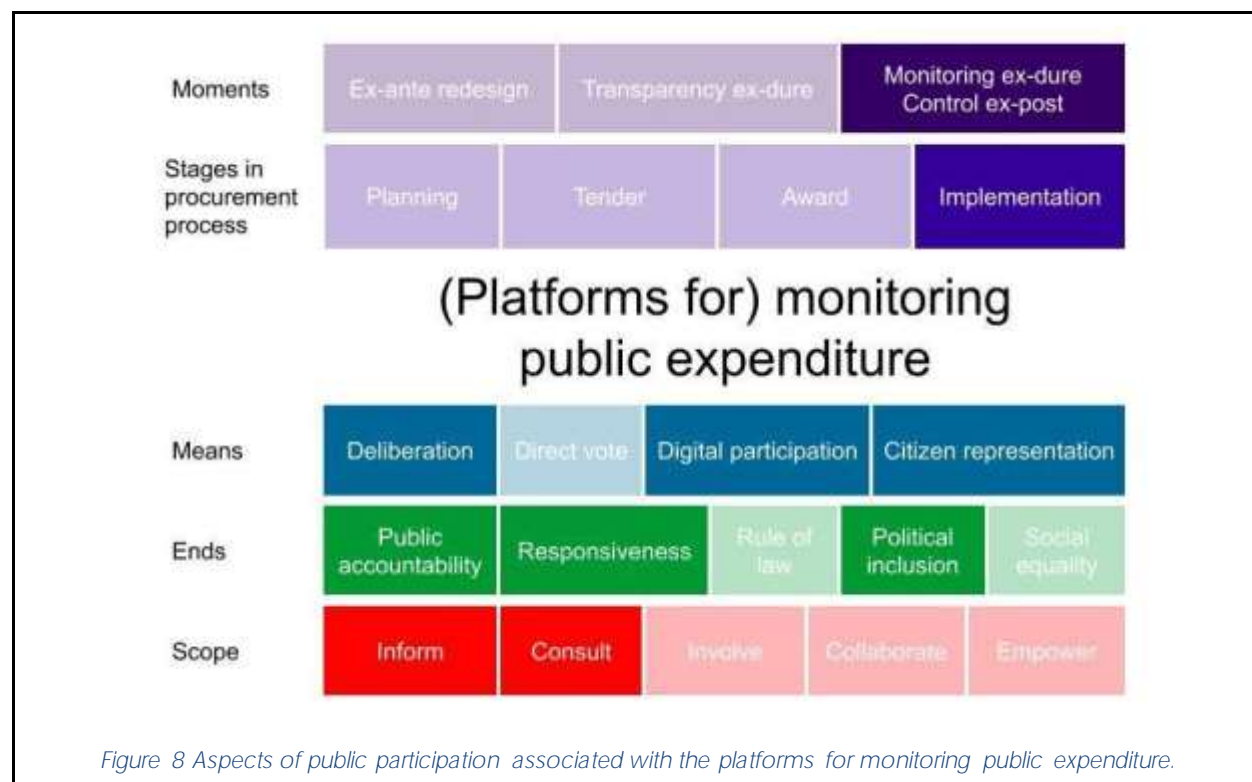 Moments
Ex-ante redesign
Transparency ex-dure
Monitoring ex-dure
Control ex-post
Stages in
procurement
process
Planning
Tender
Award
Implementation
(Platforms for) monitoring
public expenditure
Means
Deliberation
Direct vote
Digital participation
Citizen representation
Ends
Public
accountability
Responsiveness
Rule of
law
Political
inclusion
Social
equality
Scope
Inform
Consult
Involve
Collaborate
Empower
Figure 8 Aspects of public participation associated with the platforms for monitoring public expenditure.